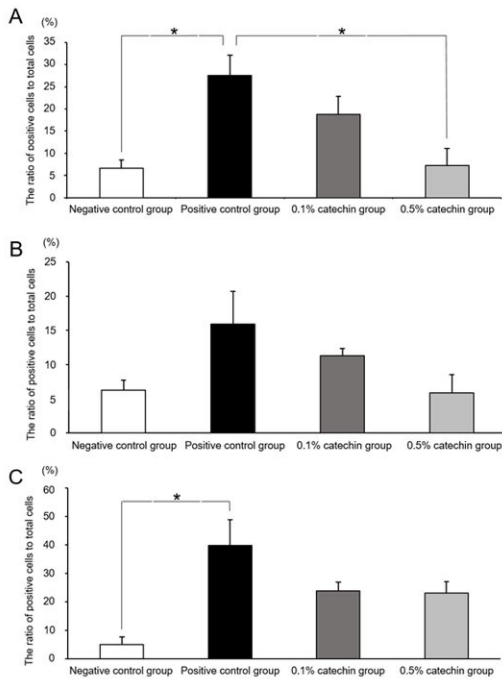 A
(%)
The ratio of positive cells to total cells
35
30
25
20
15
10
5
0
*
*
Negative control group
Positive control group
0.1% catechin group
0.5% catechin group
B
(%)
The ratio of positive cells to total cells
25
20
15
10
5
0
Negative control group
Positive control group
0.1% catechin group
0.5% catechin group
C
(%)
The ratio of positive cells to total cells
60
50
40
30
20
10
0
*
Negative control group
Positive control group
0.1% catechin group
0.5% catechin group